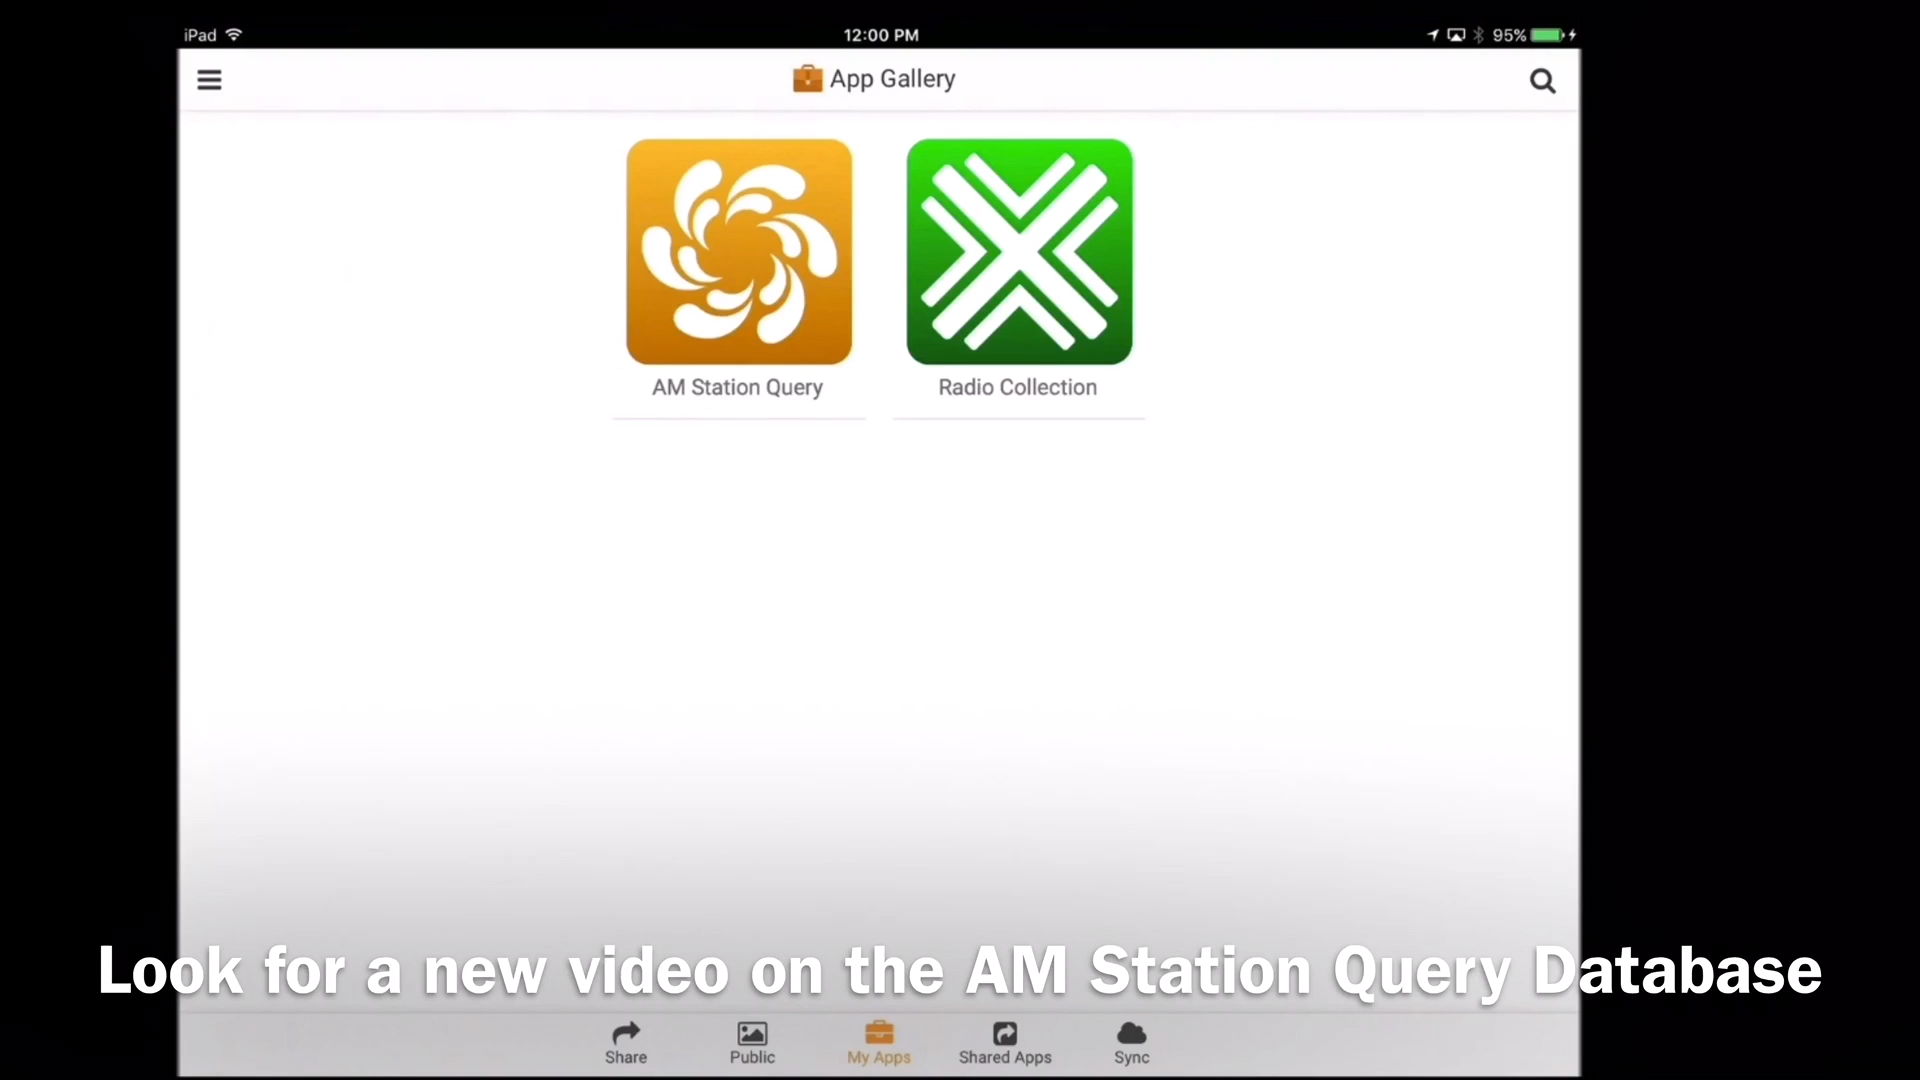 iPad 12:00 PM 95%
App Gallery
AM Station Query Radio Collection
Look for a new video on the AM Station Query Database
Share Public My Apps Shared Apps Sync